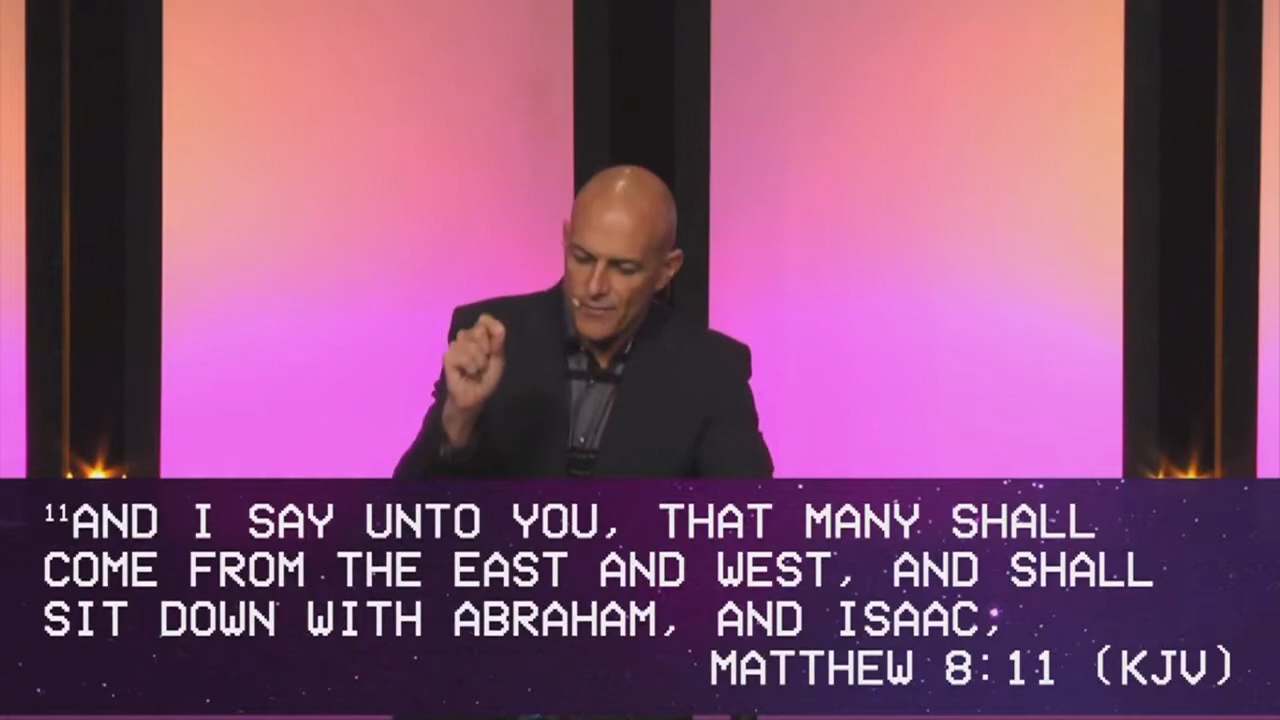 ¹¹AND I SAY UNTO YOU, THAT MANY SHALL
COME FROM THE EAST AND WEST, AND SHALL
SIT DOWN WITH ABRAHAM, AND ISAAC,
MATTHEW 8:11 (KJV)